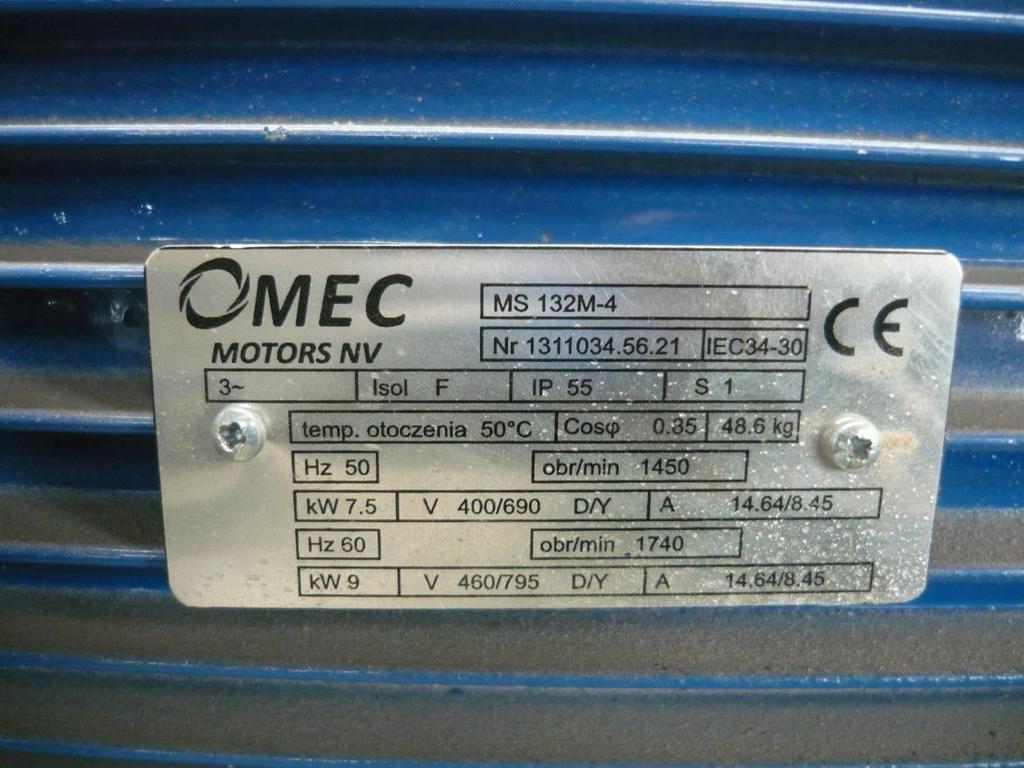 OMEC
MOTORS NV
MS 132M-4
Nr 1311034.56.21 IEC34-30
CE
3~ Isol F IP 55 S 1
temp. otoczenia 50°C Cosφ 0.85 48.6 kg
Hz 50 obr/min 1450
kW 7.5 V 400/690 D/Y A 14.64/8.45
Hz 60 obr/min 1740
kW 9 V 460/795 D/Y A 14.64/8.45